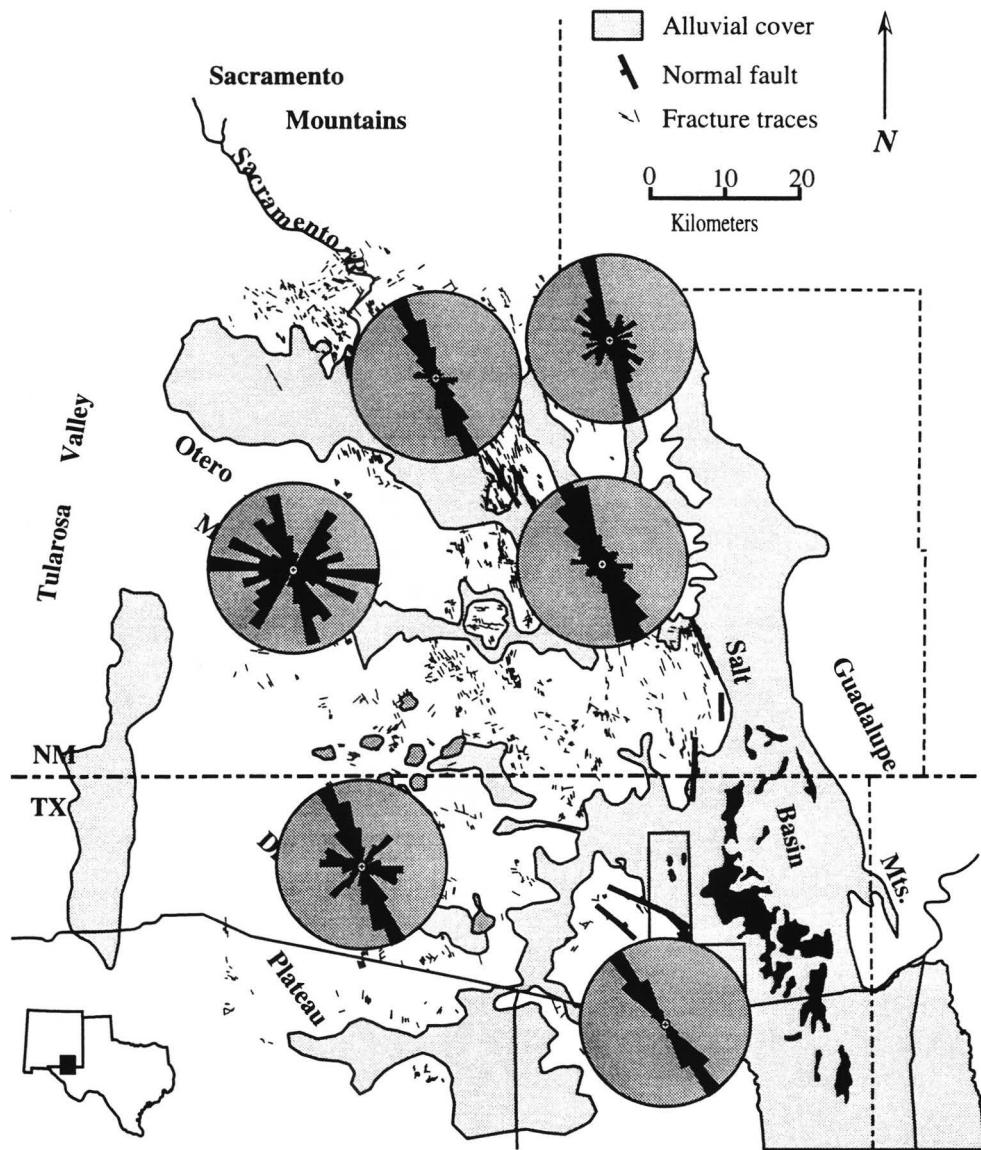 Alluvial cover
Normal fault
Fracture traces
N
0 10 20
Kilometers
Sacramento
Mountains
Sacramento R.
Tularosa Valley
Otero
Salt
Basin
Guadalupe
Mts.
NM
TX
Plateau